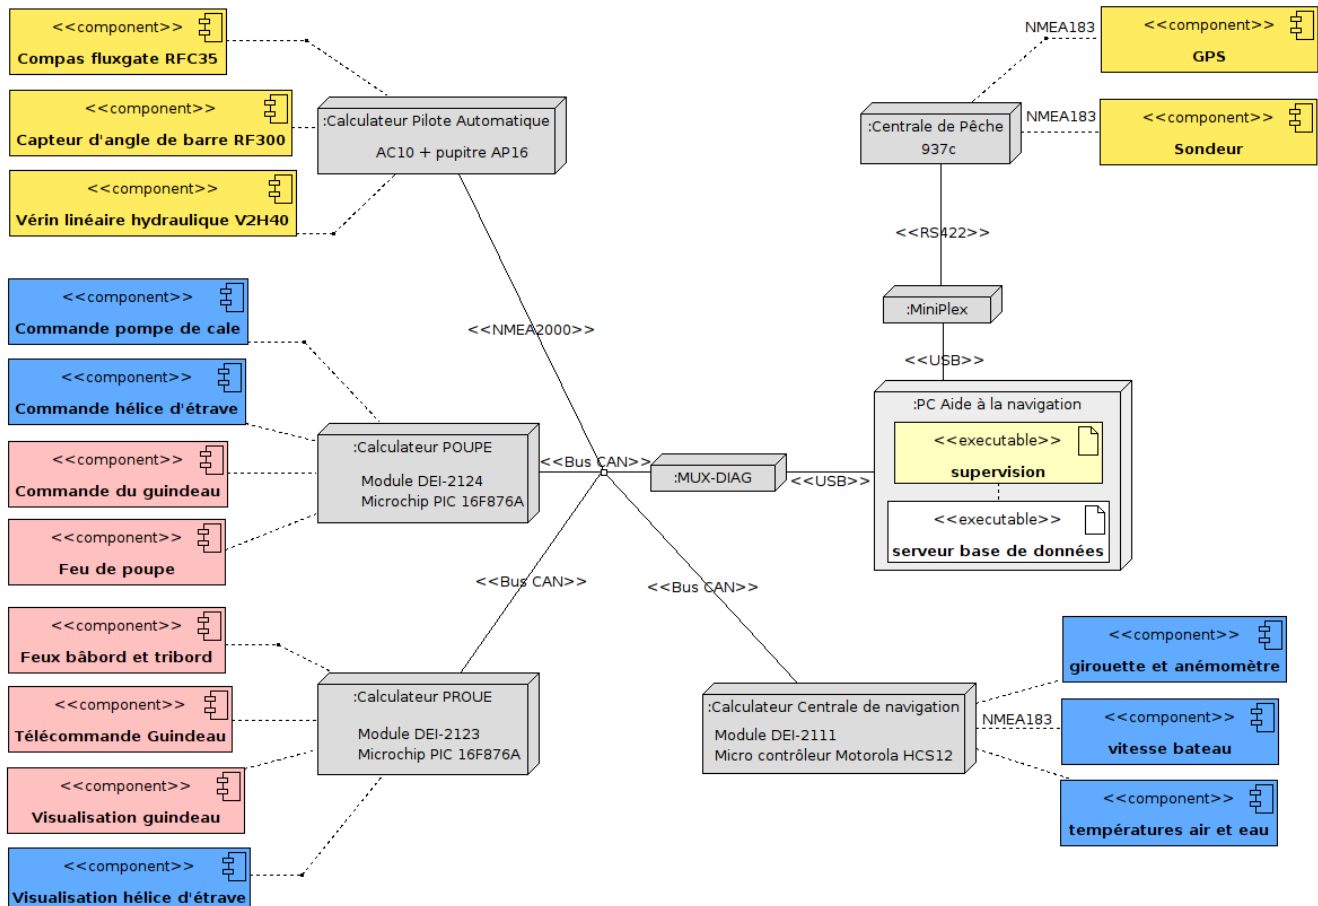 <<component>>
Compas fluxgate RFC35
<<component>>
Capteur d'angle de barre RF300
<<component>>
Vérin linéaire hydraulique V2H40
:Calculateur Pilote Automatique
AC10 + pupitre AP16
NMEA183
<<component>>
GPS
:Centrale de Pêche
937c
NMEA183
<<component>>
Sondeur
<<RS422>>
:MiniPlex
<<USB>>
<<NMEA2000>>
<<component>>
Commande pompe de cale
<<component>>
Commande hélice d'étrave
<<component>>
Commande du guindeau
<<component>>
Feu de poupe
:Calculateur POUPE
Module DEI-2124
Microchip PIC 16F876A
<<Bus CAN>>
:MUX-DIAG
<<USB>>
:PC Aide à la navigation
<<executable>>
supervision
<<executable>>
serveur base de données
<<Bus CAN>>
<<Bus CAN>>
<<component>>
Feux bâbord et tribord
<<component>>
Télécommande Guindeau
<<component>>
Visualisation guindeau
<<component>>
Visualisation hélice d'étrave
:Calculateur PROUE
Module DEI-2123
Microchip PIC 16F876A
:Calculateur Centrale de navigation
Module DEI-2111
Micro contrôleur Motorola HCS12
<<component>>
girouette et anémomètre
NMEA183
<<component>>
vitesse bateau
<<component>>
températures air et eau